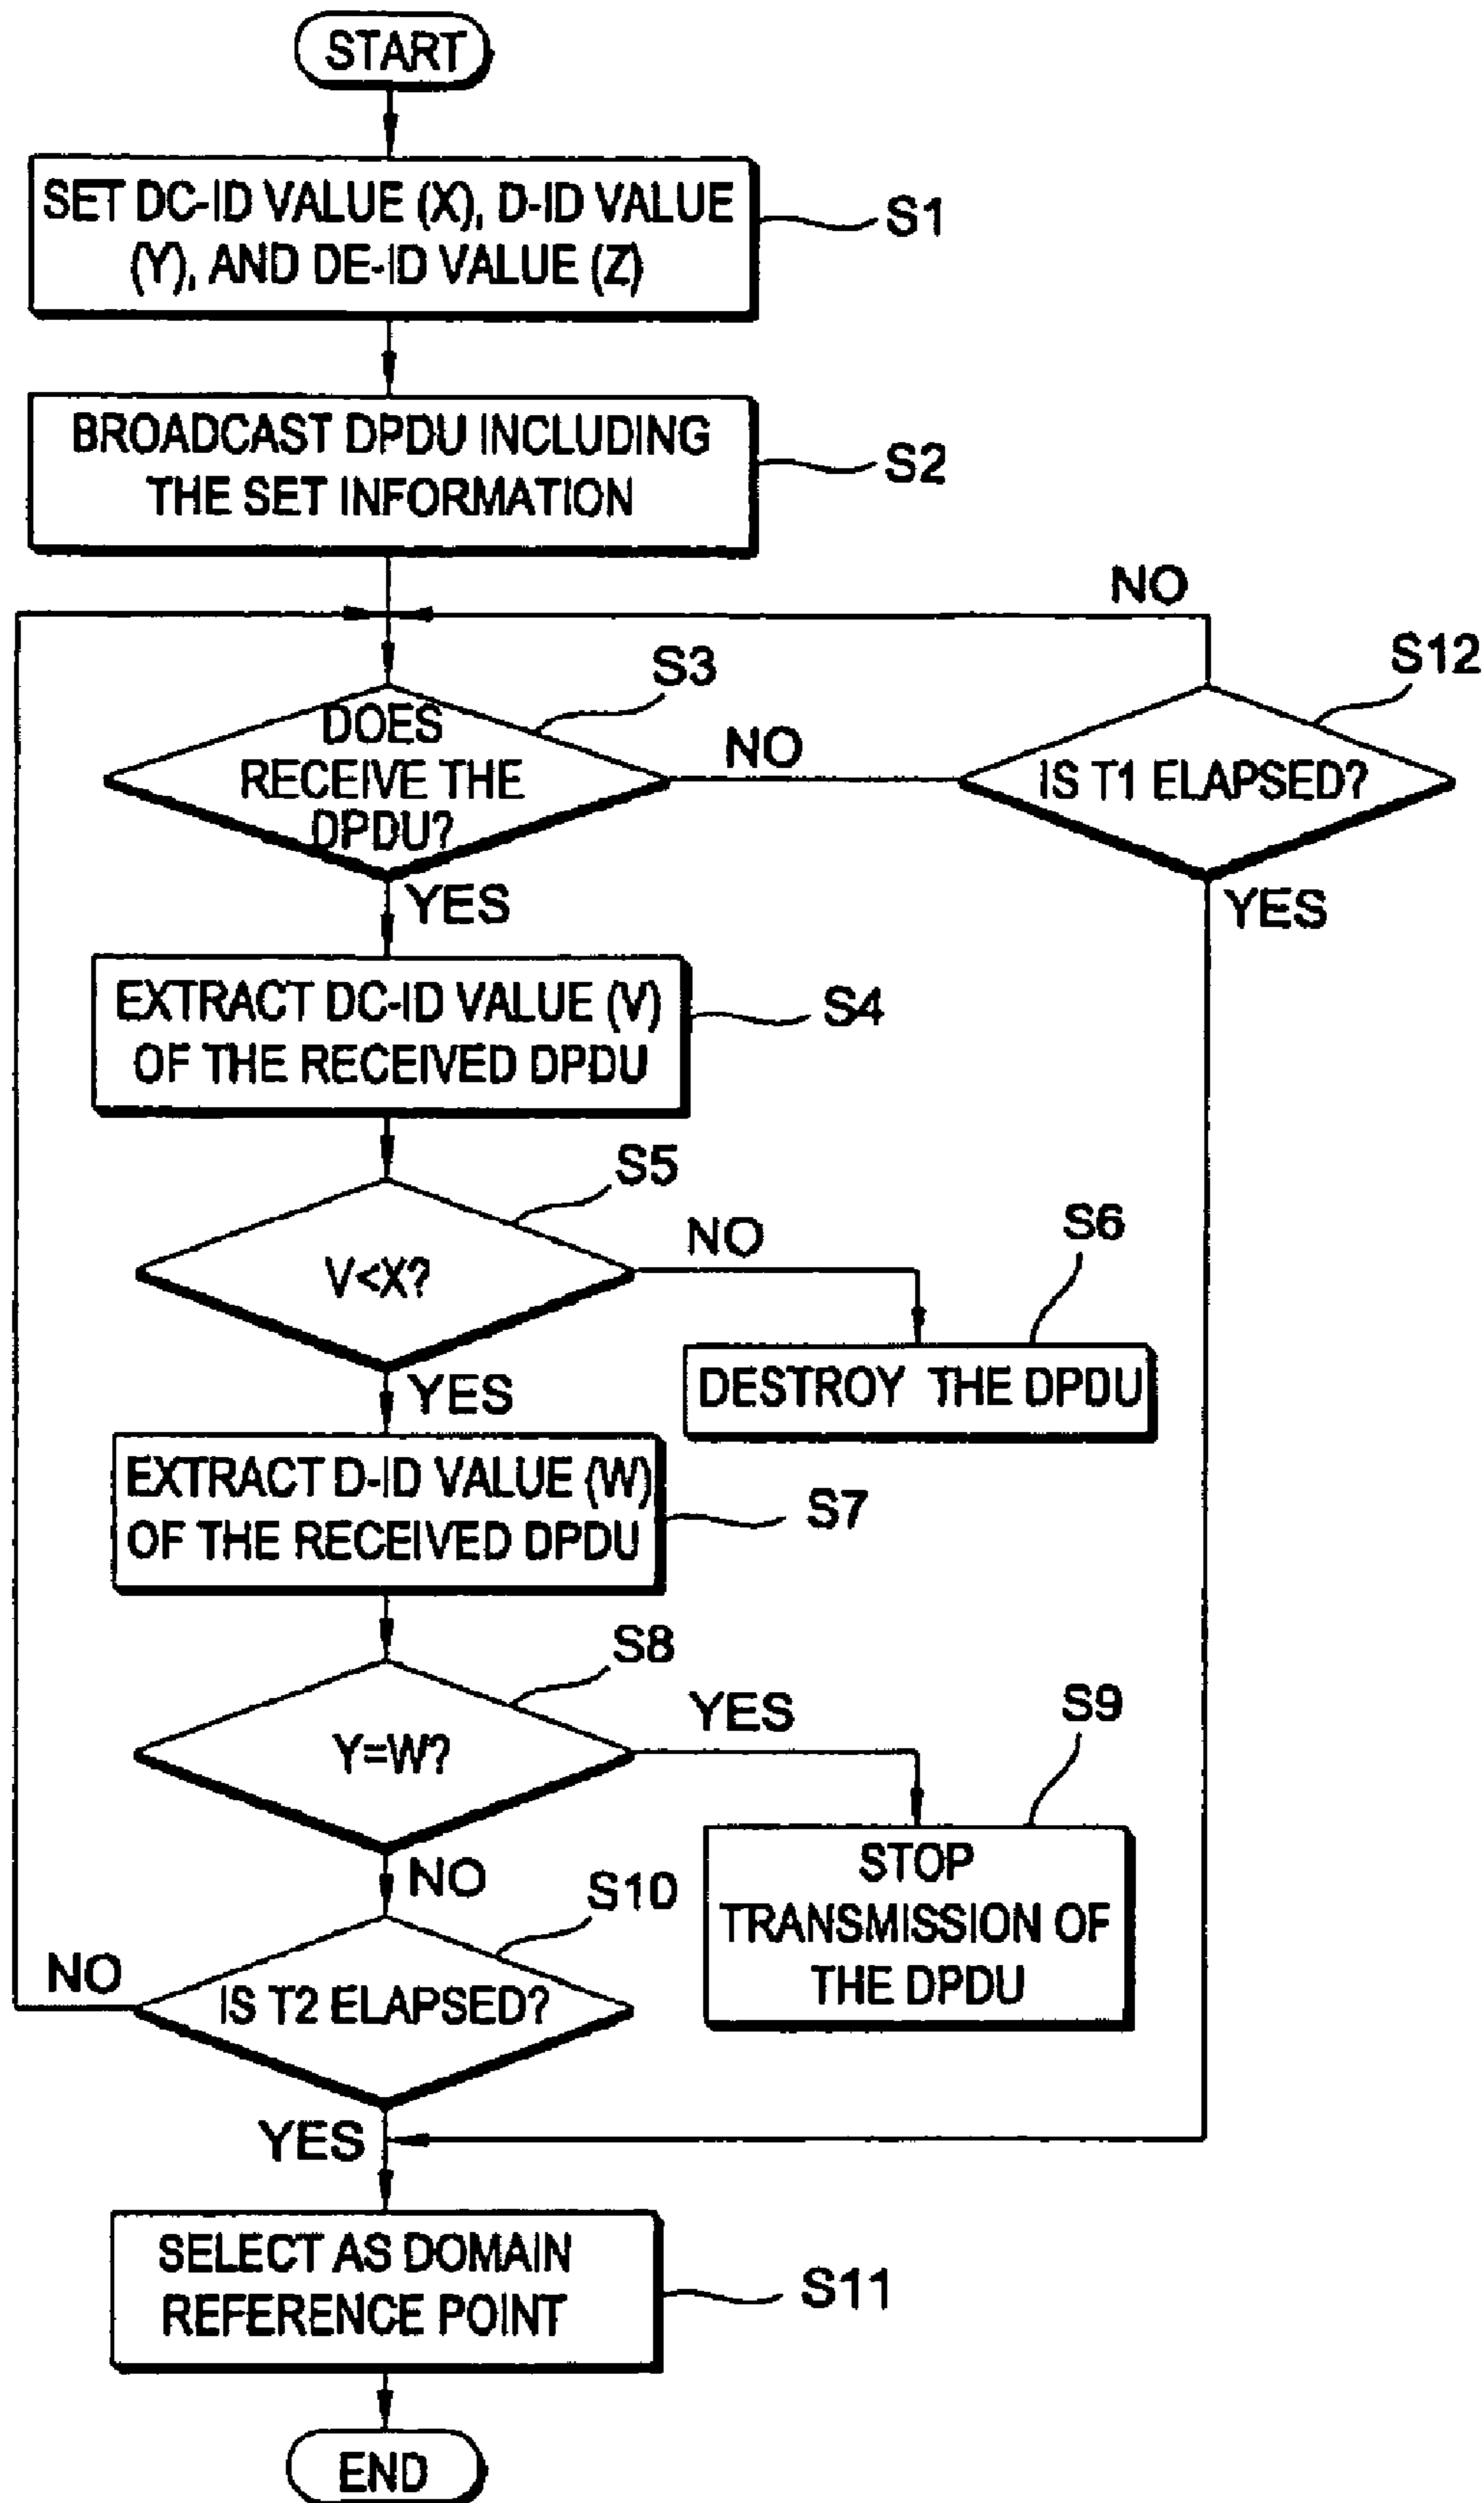 START
SET DC-ID VALUE (X), D-ID VALUE
(Y), AND DE-ID VALUE (Z)
S1
BROADCAST DPDU INCLUDING
THE SET INFORMATION
S2
NO
S12
S3
DOES
RECEIVE THE
DPDU?
NO
IS T1 ELAPSED?
YES
YES
EXTRACT DC-ID VALUE (V)
OF THE RECEIVED DPDU
S4
S5
V<X?
NO
S6
DESTROY THE DPDU
YES
EXTRACT D-ID VALUE (W)
OF THE RECEIVED DPDU
S7
S8
Y=W?
YES
S9
STOP
TRANSMISSION OF
THE DPDU
NO
S10
NO
IS T2 ELAPSED?
YES
SELECT AS DOMAIN
REFERENCE POINT
S11
END